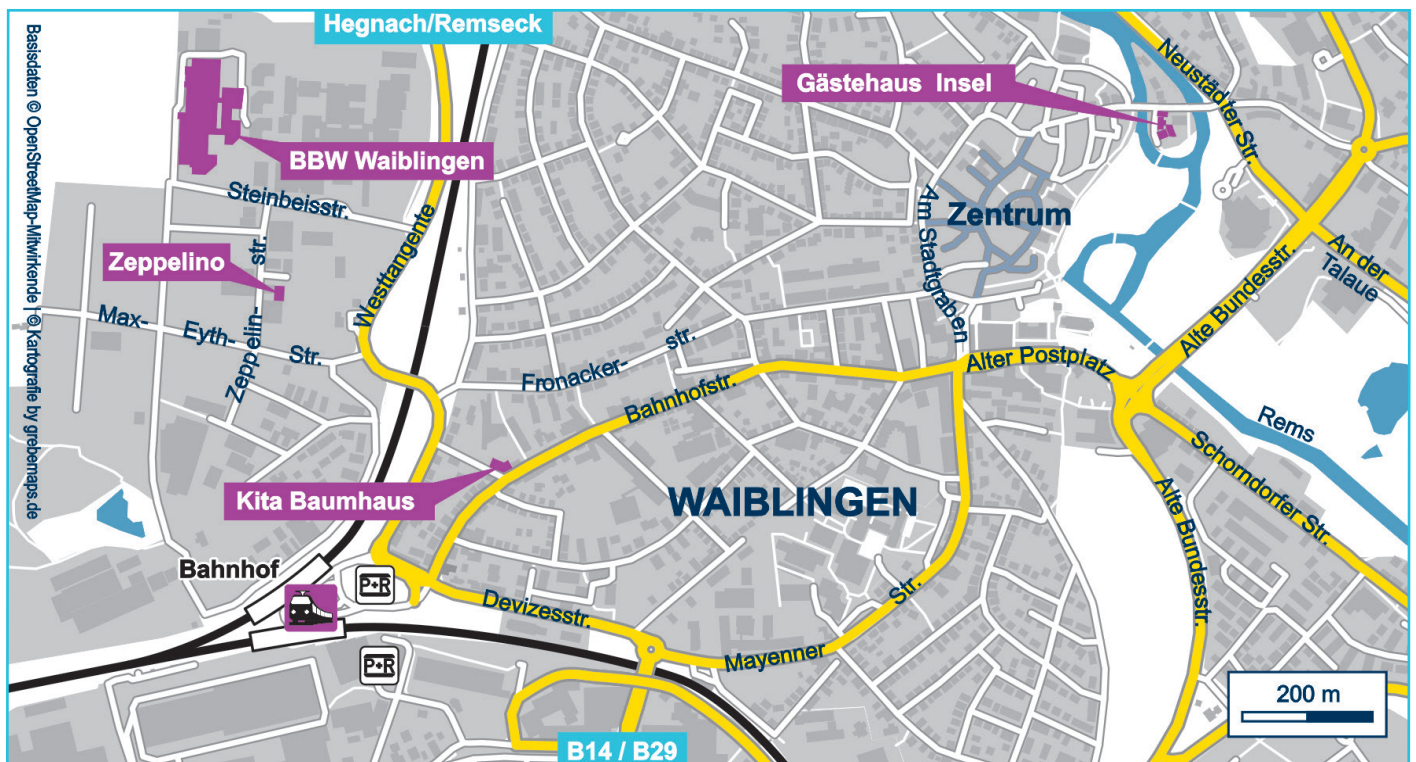 Hegnach/Remseck
Basisdaten © OpenStreetMap-Mitwirkende | © Kartografie by grebemaps.de
Gästehaus Insel
Neustädter Str.
BBW Waiblingen
Steinbeisstr.
Westtangente
Am Stadtgraben
Zentrum
Zeppelino
Zeppelin-
str.
An der
Talaue
Max-
Eyth-
Str.
Alte Bundesstr.
Fronacker-
str.
Alter Postplatz
Bahnhofstr.
Rems
Schorndorfer Str.
Kita Baumhaus
WAIBLINGEN
Alte Bundesstr.
Bahnhof
P+R
Devizesstr.
Mayenner
Str.
P+R
200 m
B14 / B29